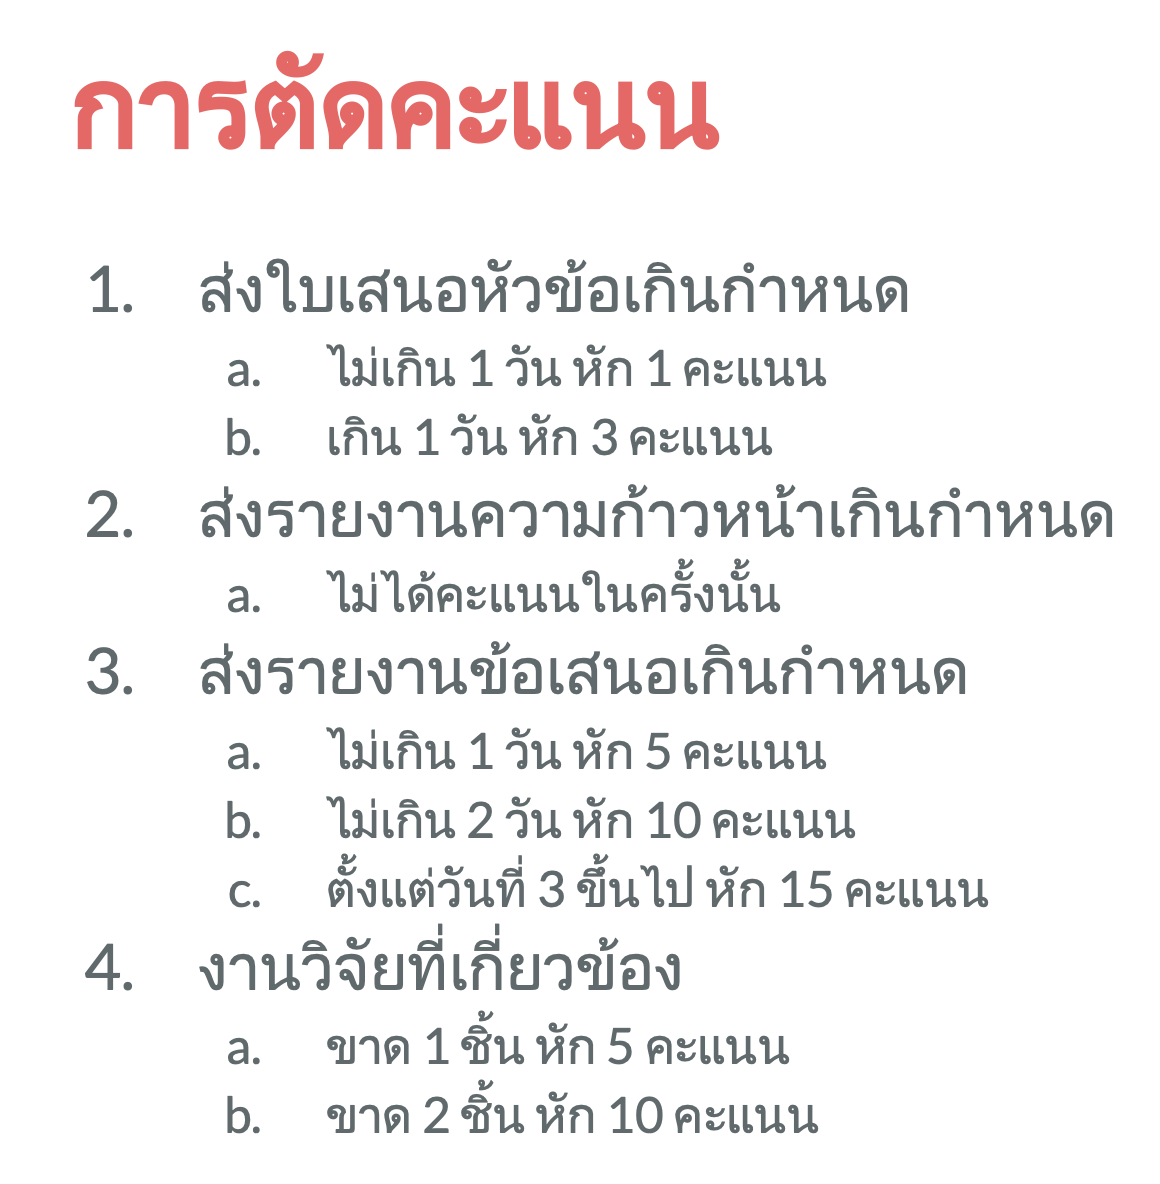 การตัดคะแนน
1. ส่งใบเสนอหัวข้อเกินกำหนด
a. ไม่เกิน 1 วัน หัก 1 คะแนน
b. เกิน 1 วัน หัก 3 คะแนน
2. ส่งรายงานความก้าวหน้าเกินกำหนด
a. ไม่ได้คะแนนในครั้งนั้น
3. ส่งรายงานข้อเสนอเกินกำหนด
a. ไม่เกิน 1 วัน หัก 5 คะแนน
b. ไม่เกิน 2 วัน หัก 10 คะแนน
c. ตั้งแต่วันที่ 3 ขึ้นไป หัก 15 คะแนน
4. งานวิจัยที่เกี่ยวข้อง
a. ขาด 1 ชิ้น หัก 5 คะแนน
b. ขาด 2 ชิ้น หัก 10 คะแนน